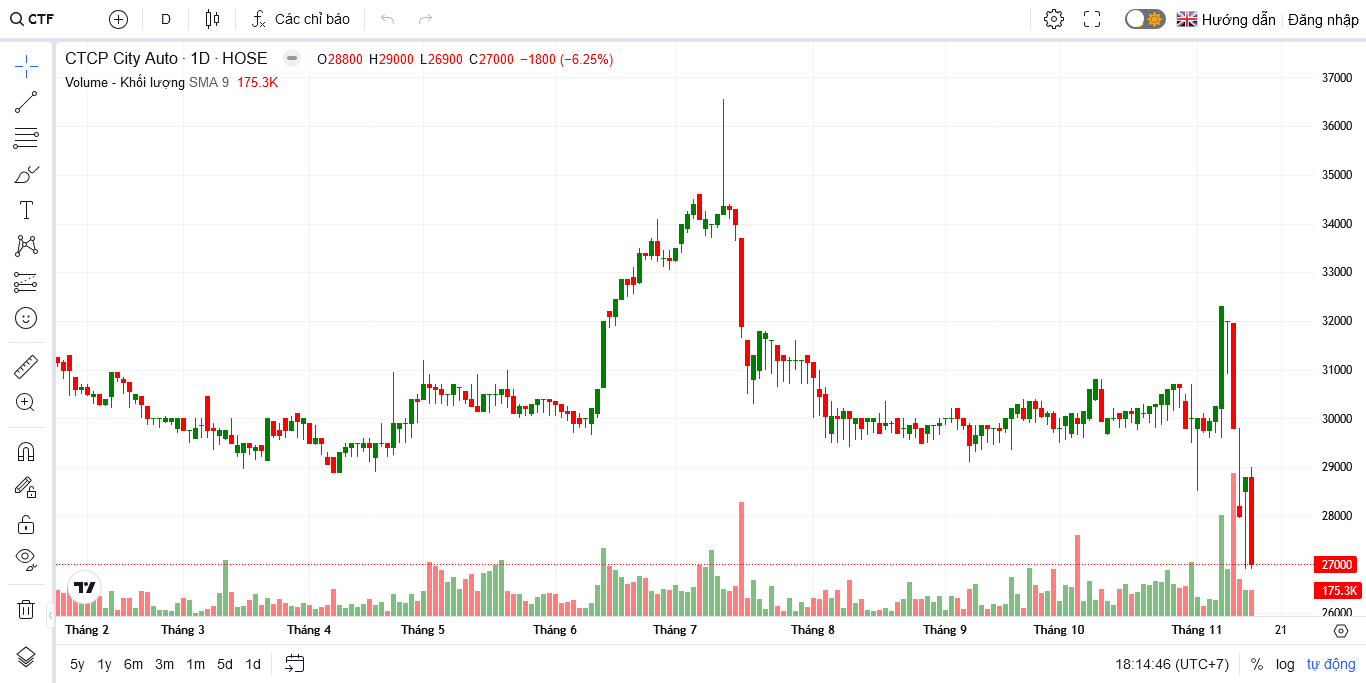 CTF D Các chỉ báo Hướng dẫn Đăng nhập
CTCP City Auto · 1D · HOSE O28800 H29000 L26900 C27000 −1800 (−6.25%)
Volume - Khối lượng SMA 9 175.3K
37000
36000
35000
34000
33000
32000
31000
30000
29000
28000
27000
175.3K
26000
Tháng 2 Tháng 3 Tháng 4 Tháng 5 Tháng 6 Tháng 7 Tháng 8 Tháng 9 Tháng 10 Tháng 11 21
5y 1y 6m 3m 1m 5d 1d 18:14:46 (UTC+7) % log tự động